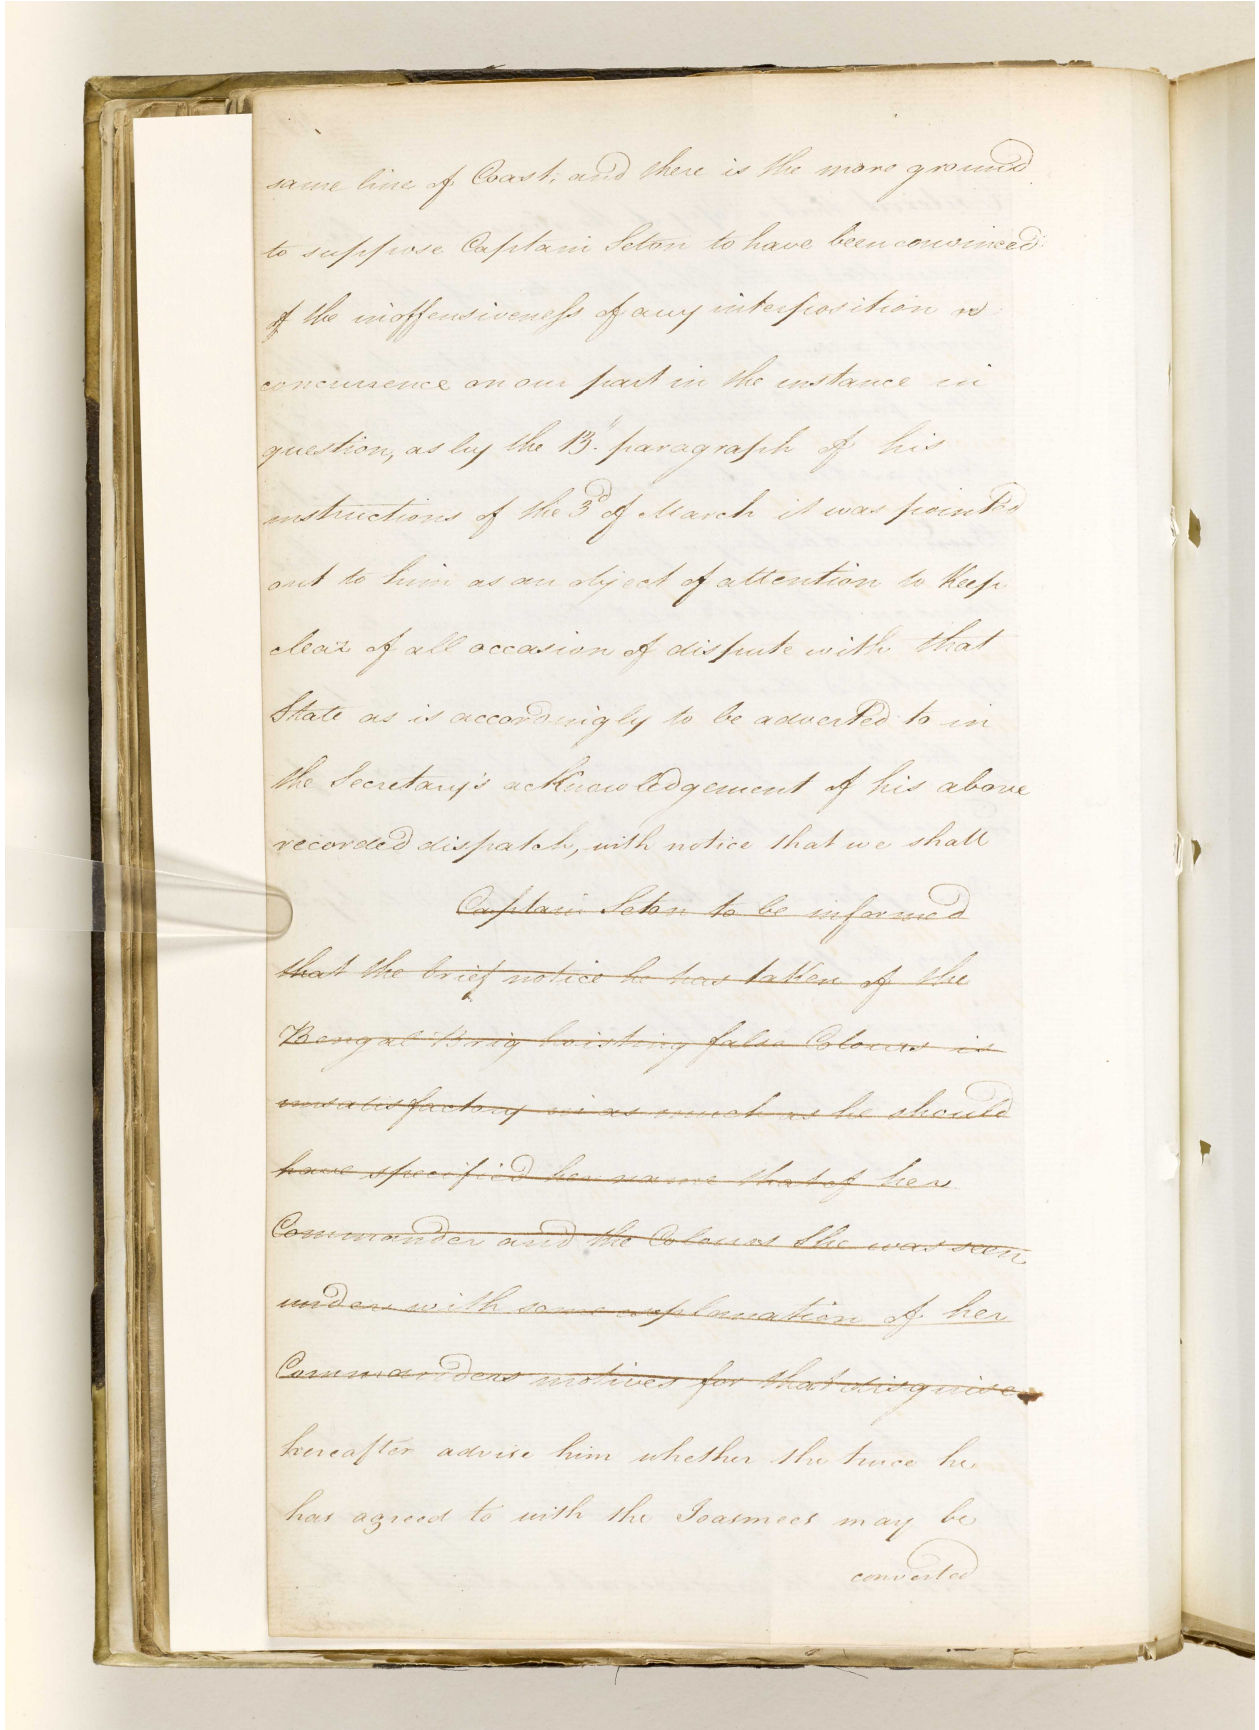 same line of Coast; and there is the more ground
to suppose Captain Seton to have been convinced
of the inoffensiveness of any interposition or
concurrence on our part in the instance in
question, as by the 13th. paragraph of his
instructions of the 3d of March it was pointed
out to him as an object of attention to keep
clear of all occasion of dispute with that
State as is accordingly to be adverted to in
the Secretary's acknowledgement of his above
recorded dispatch, with notice that we shall
Captain Seton to be informed
that the brief notice he has taken of the
Bengal Brig hoisting false Colours is
unsatisfactory in as much as he should
have specified her name that of her
Commander and the Colours She was seen
under with some explanation of her
Commanders motives for that disguise
hereafter advise him whether the truce he
has agreed to with the Joasmees may be
converted